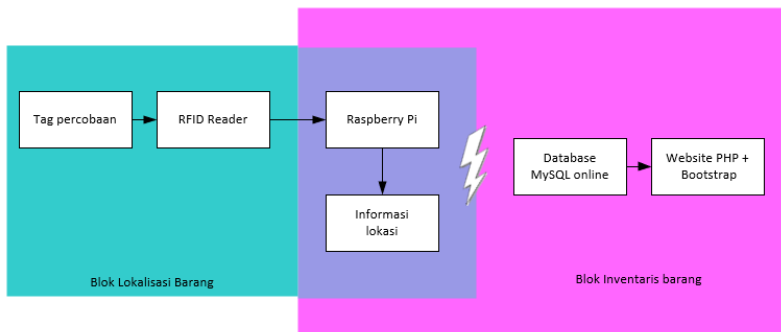 Tag percobaan
RFID Reader
Raspberry Pi
Informasi
lokasi
Database
MySQL online
Website PHP +
Bootstrap
Blok Lokalisasi Barang
Blok Inventaris barang